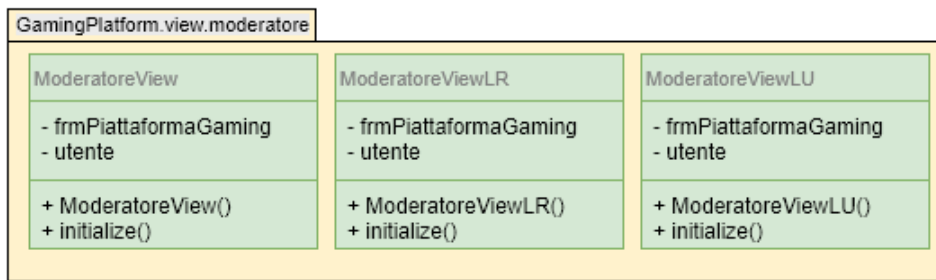 GamingPlatform.view.moderatore
ModeratoreView
- frmPiattaformaGaming
- utente
+ ModeratoreView()
+ initialize()
ModeratoreViewLR
- frmPiattaformaGaming
- utente
+ ModeratoreViewLR()
+ initialize()
ModeratoreViewLU
- frmPiattaformaGaming
- utente
+ ModeratoreViewLU()
+ initialize()